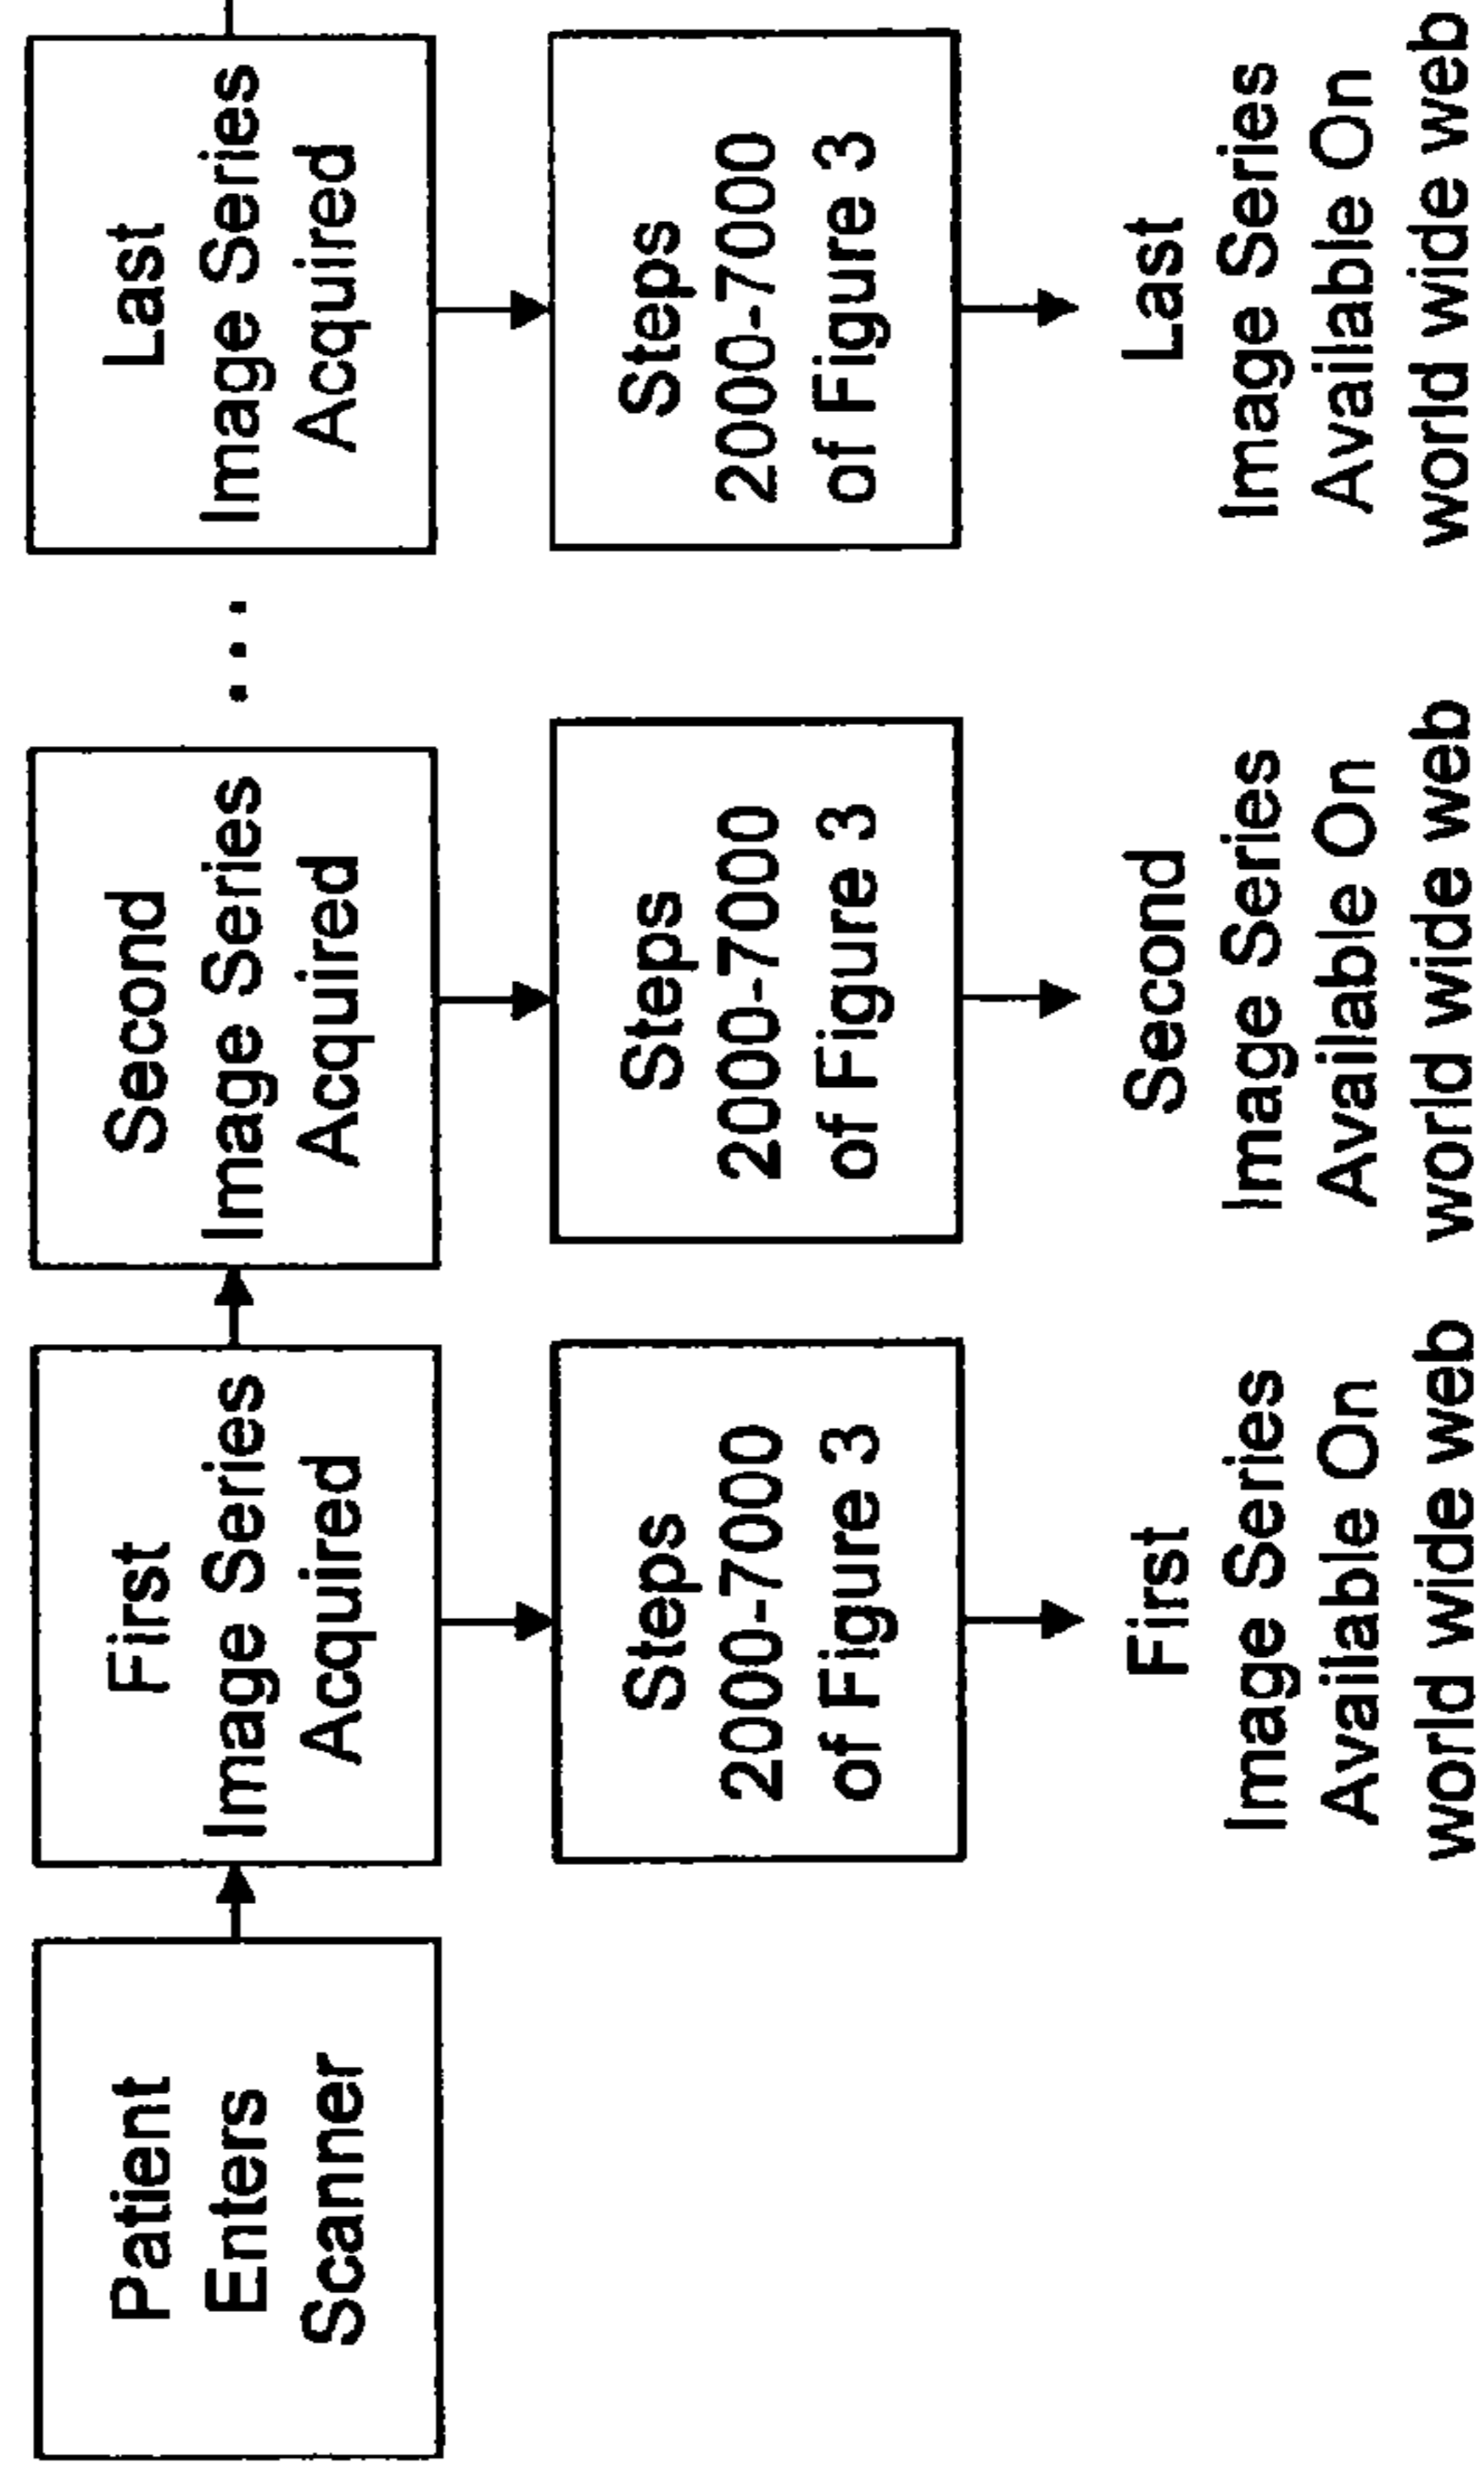 Patient
Enters
Scanner
First
Image Series
Acquired
Second
Image Series
Acquired
...
Last
Image Series
Acquired
Steps
2000-7000
of Figure 3
Steps
2000-7000
of Figure 3
Steps
2000-7000
of Figure 3
First
Image Series
Available On
world wide web
Second
Image Series
Available On
world wide web
Last
Image Series
Available On
world wide web